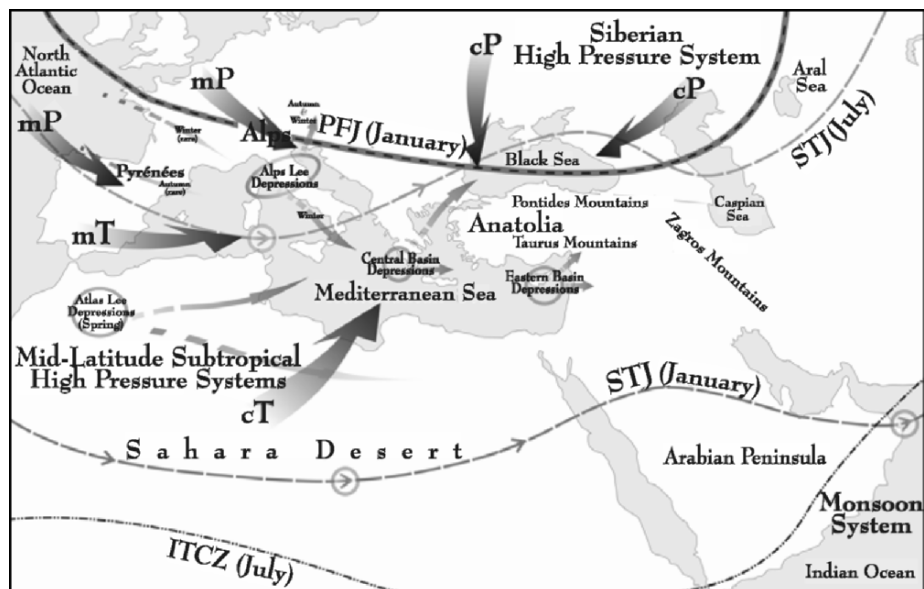 North
Atlantic
Ocean
mP
mP
cP
Siberian
High Pressure System
cP
Aral
Sea
Autumn
&
Winter
Winter
(rare)
Alps
PFJ (January)
STJ (July)
Black Sea
Pyrénées
Autumn
(rare)
Alps Lee
Depressions
Winter
Pontides Mountains
Caspian
Sea
mT
Anatolia
Taurus Mountains
Zagros Mountains
Central Basin
Depressions
Eastern Basin
Depressions
Mediterranean Sea
Atlas Lee
Depressions
(Spring)
Mid-Latitude Subtropical
High Pressure Systems
cT
STJ (January)
Sahara Desert
Arabian Peninsula
Monsoon
System
ITCZ (July)
Indian Ocean